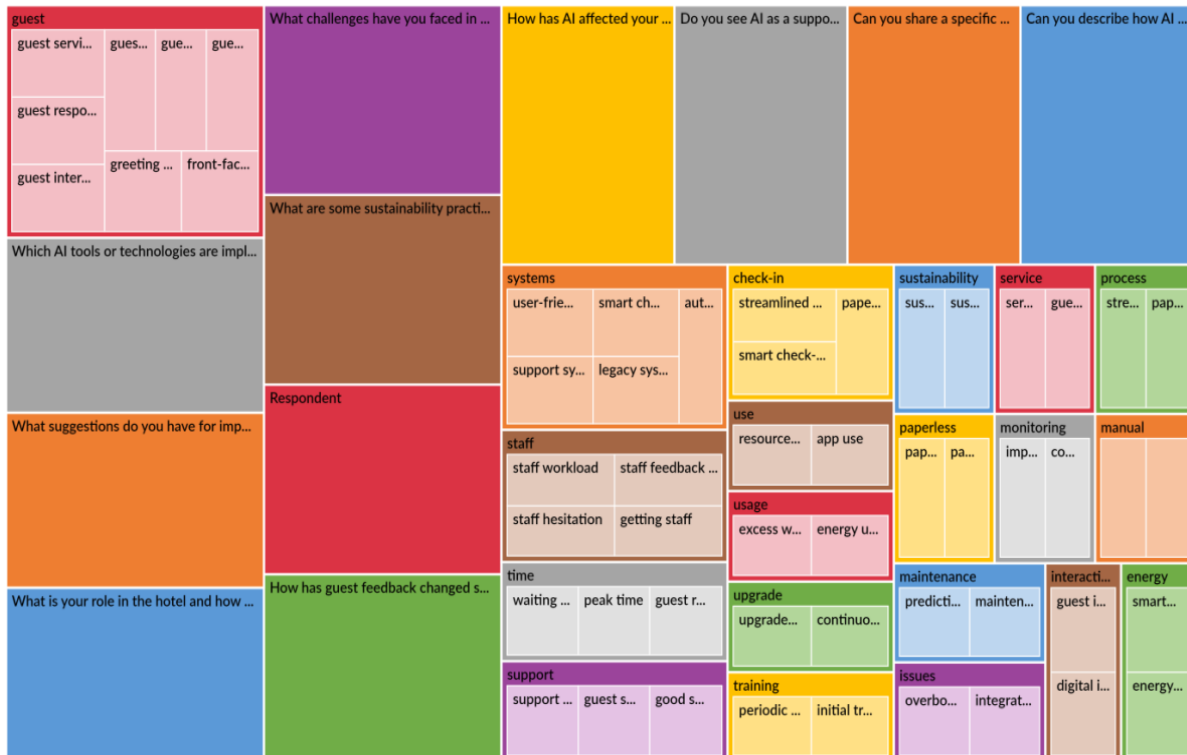 guest
guest servi...
gues...
gue...
gue...
guest respo...
guest inter...
greeting ...
front-fac...
Which AI tools or technologies are impl...
What suggestions do you have for imp...
What is your role in the hotel and how ...
What challenges have you faced in ...
What are some sustainability practi...
Respondent
How has guest feedback changed s...
How has AI affected your ...
Do you see AI as a suppo...
Can you share a specific ...
Can you describe how AI ...
systems
user-frie...
smart ch...
aut...
support sy...
legacy sys...
staff
staff workload
staff feedback ...
staff hesitation
getting staff
time
waiting ...
peak time
guest r...
support
support ...
guest s...
good s...
check-in
streamlined ...
pape...
smart check-...
use
resource...
app use
usage
excess w...
energy u...
upgrade
upgrade...
continuo...
training
periodic ...
initial tr...
sustainability
sus...
sus...
service
ser...
gue...
process
stre...
pap...
paperless
pap...
pa...
monitoring
imp...
co...
manual
maintenance
predicti...
mainten...
issues
overbo...
integrat...
interacti...
guest i...
digital i...
energy
smart...
energy...